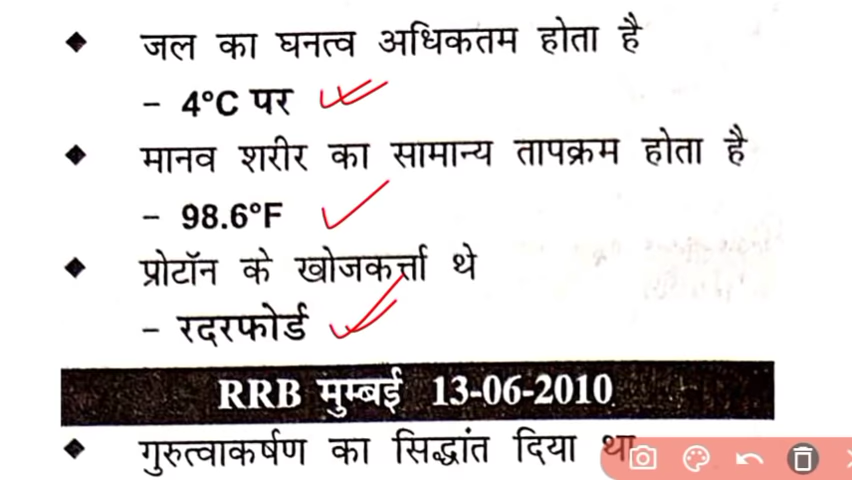 ◆ जल का घनत्व अधिकतम होता है
– 4°C पर
◆ मानव शरीर का सामान्य तापक्रम होता है
– 98.6°F
◆ प्रोटॉन के खोजकर्त्ता थे
– रदरफोर्ड
RRB मुम्बई 13-06-2010
◆ गुरुत्वाकर्षण का सिद्धांत दिया था